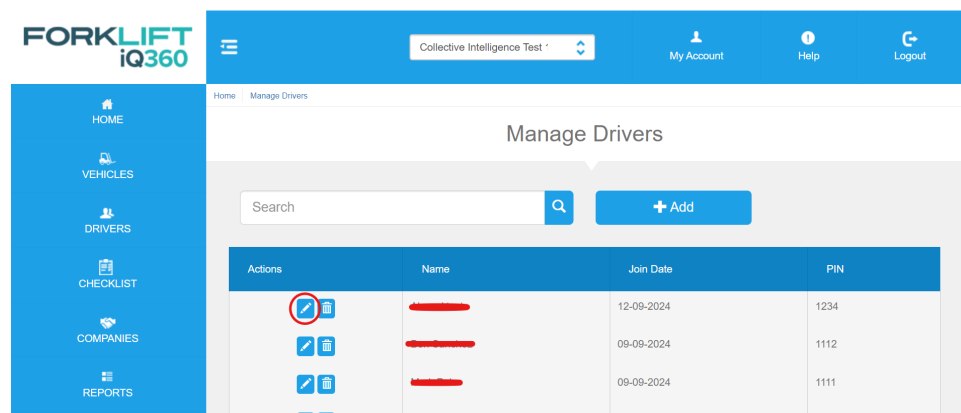 FORKLIFT
iQ360
Collective Intelligence Test
My Account
Help
Logout
HOME
VEHICLES
DRIVERS
CHECKLIST
COMPANIES
REPORTS
Home Manage Drivers
Manage Drivers
Search
Add
Actions Name Join Date PIN
12-09-2024 1234
09-09-2024 1112
09-09-2024 1111